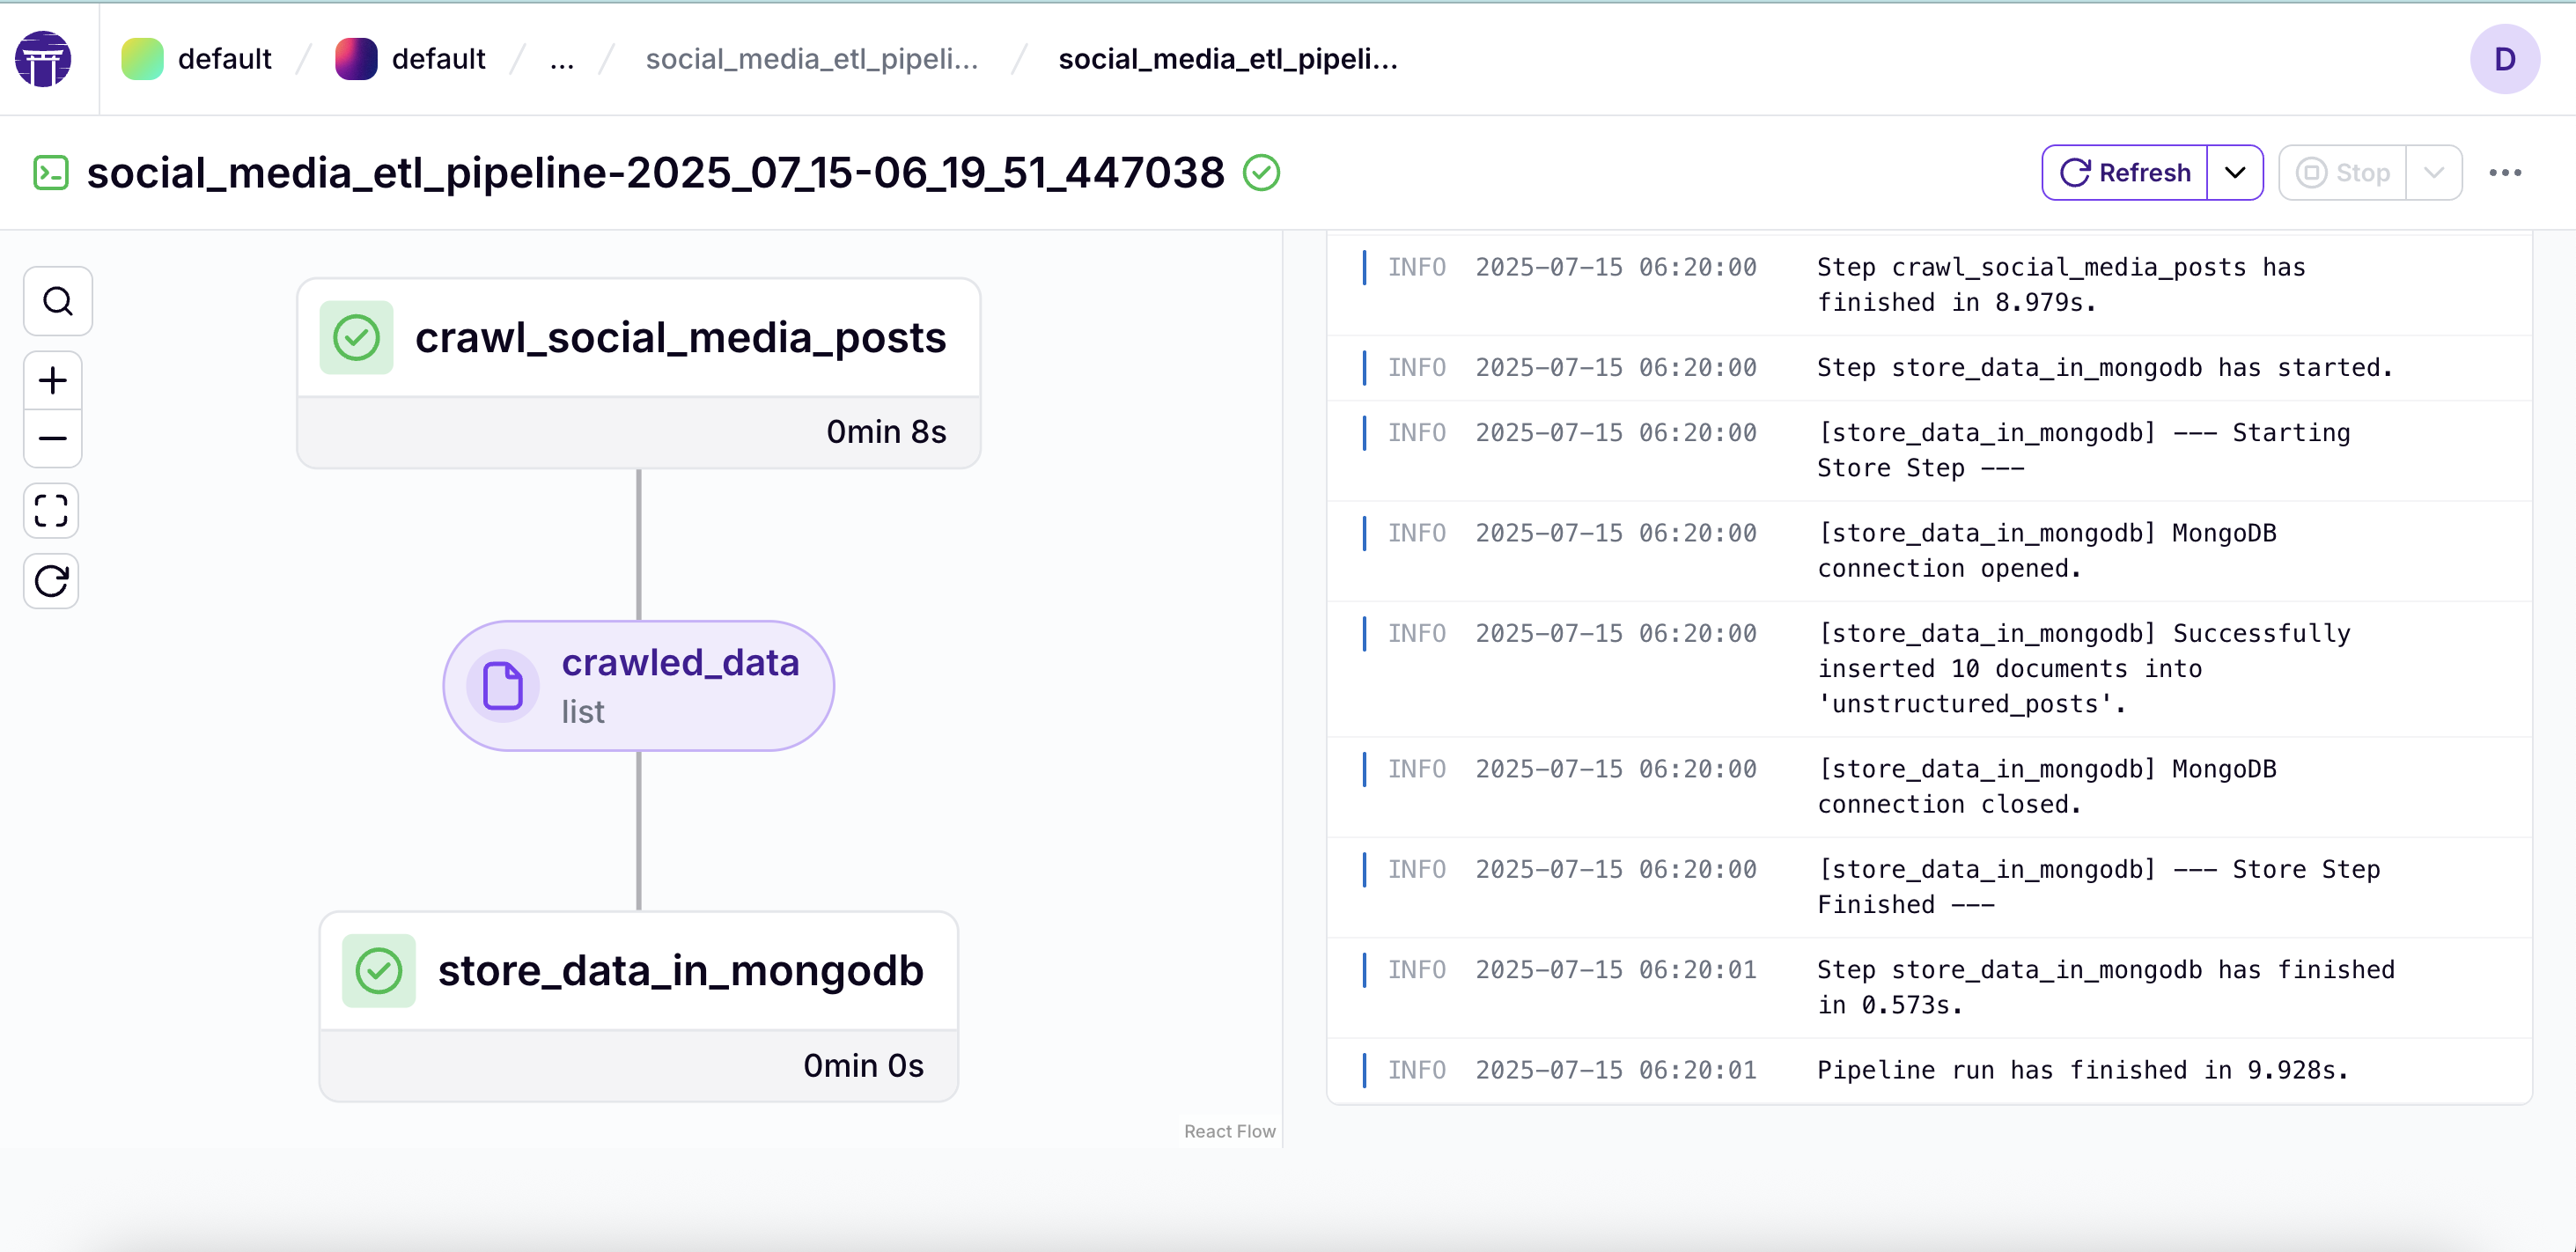 default / default / ... / social_media_etl_pipeli... / social_media_etl_pipeli...
D
social_media_etl_pipeline-2025_07_15-06_19_51_447038
Refresh
Stop
crawl_social_media_posts
0min 8s
crawled_data
list
store_data_in_mongodb
0min 0s
React Flow
INFO 2025-07-15 06:20:00 Step crawl_social_media_posts has
finished in 8.979s.
INFO 2025-07-15 06:20:00 Step store_data_in_mongodb has started.
INFO 2025-07-15 06:20:00 [store_data_in_mongodb] --- Starting
Store Step ---
INFO 2025-07-15 06:20:00 [store_data_in_mongodb] MongoDB
connection opened.
INFO 2025-07-15 06:20:00 [store_data_in_mongodb] Successfully
inserted 10 documents into
'unstructured_posts'.
INFO 2025-07-15 06:20:00 [store_data_in_mongodb] MongoDB
connection closed.
INFO 2025-07-15 06:20:00 [store_data_in_mongodb] --- Store Step
Finished ---
INFO 2025-07-15 06:20:01 Step store_data_in_mongodb has finished
in 0.573s.
INFO 2025-07-15 06:20:01 Pipeline run has finished in 9.928s.